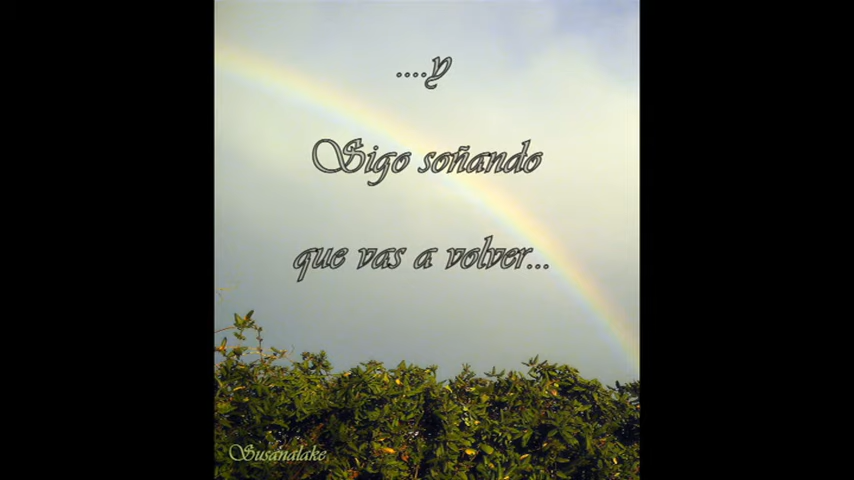 ....y
Sigo soñando
que vas a volver...
Susanalake